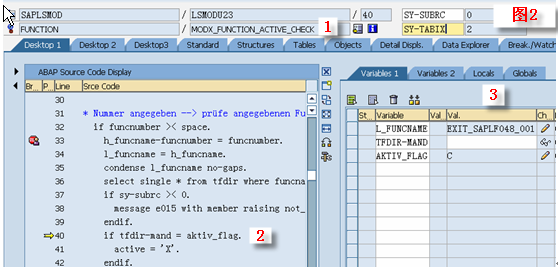 SAPLSMOD / LSMODU23 / 40 SY-SUBRC 0 图2
FUNCTION / MODX_FUNCTION_ACTIVE_CHECK 1 SY-TABIX 2
Desktop 1 Desktop 2 Desktop3 Standard Structures Tables Objects Detail Displ. Data Explorer Break./Watch
ABAP Source Code Display
Br... P... Line Srce Code
30
31 * Nummer angegeben --> prüfe angegebenen Fu
32 if funcnumber >< space.
33 h_funcname-funcnumber = funcnumber.
34 l_funcname = h_funcname.
35 condense l_funcname no-gaps.
36 select single * from tfdir where funcna
37 if sy-subrc >< 0.
38 message e015 with member raising not_
39 endif.
40 if tfdir-mand = aktiv_flag. 2
41 active = 'X'.
42 endif.
Variables 1 Variables 2 Locals Globals
3
St... Variable Val. Val. Ch...
L_FUNCNAME EXIT_SAPLF048_001
TFDIR-MAND
AKTIV_FLAG C